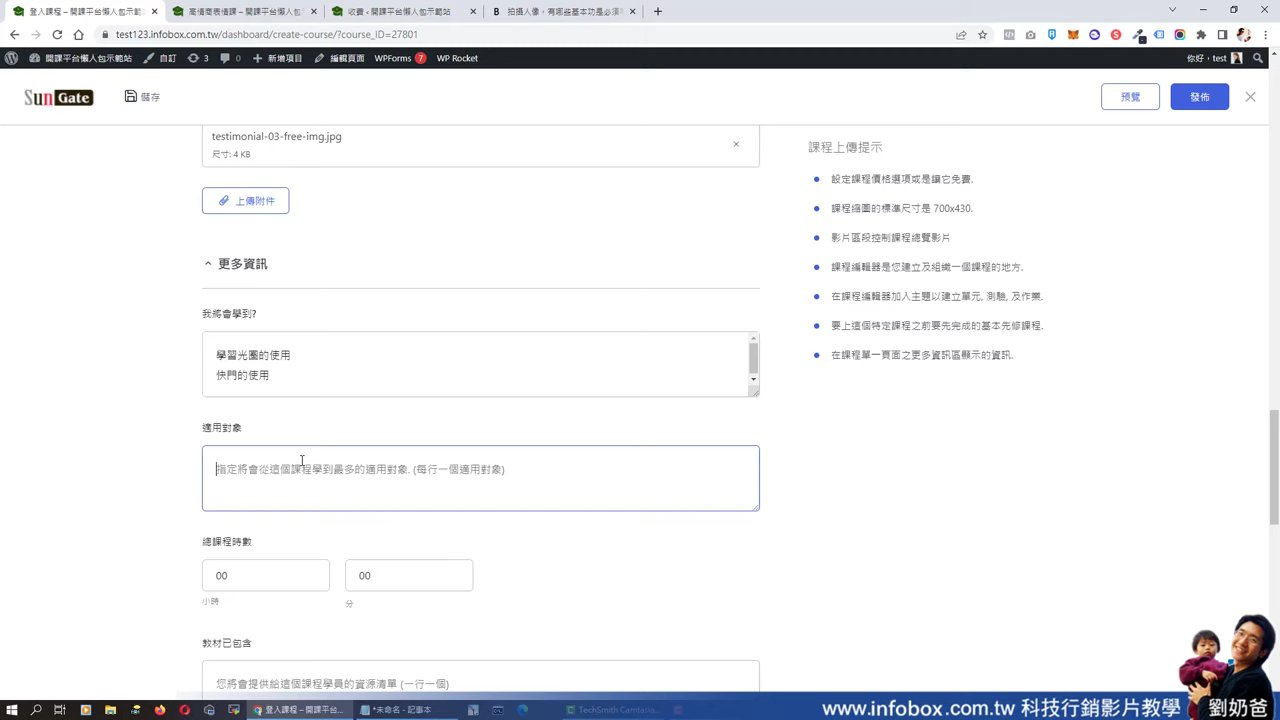 登入課程 – 開課平台懶人包示範站
高情商表情課 – 開課平台懶人包
收費 ‹ 開課平台懶人包示範站
拍攝人像，有哪些基本功是必須
test123.infobox.com.tw/dashboard/create-course/?course_ID=27801
開課平台懶人包示範站
自訂
3
0
新增項目
編輯頁面
WPForms 7
WP Rocket
你好，test
Sun Gate
儲存
預覽
發佈
testimonial-03-free-img.jpg
尺寸: 4 KB
上傳附件
更多資訊
我將會學到?
學習光圈的使用
快門的使用
適用對象
指定將會從這個課程學到最多的適用對象. (每行一個適用對象)
總課程時數
00
00
小時
分
教材已包含
您將會提供給這個課程學員的資源清單 (一行一個)
課程上傳提示
設定課程價格選項或是讓它免費.
課程縮圖的標準尺寸是 700x430.
影片區段控制課程總覽影片
課程編輯器是您建立及組織一個課程的地方.
在課程編輯器加入主題以建立單元, 測驗, 及作業.
要上這個特定課程之前要先完成的基本先修課程.
在課程單一頁面之更多資訊區顯示的資訊.
登入課程 – 開課平台...
*未命名 - 記事本
TechSmith Camtasia...
www.infobox.com.tw 科技行銷影片教學
劉奶爸